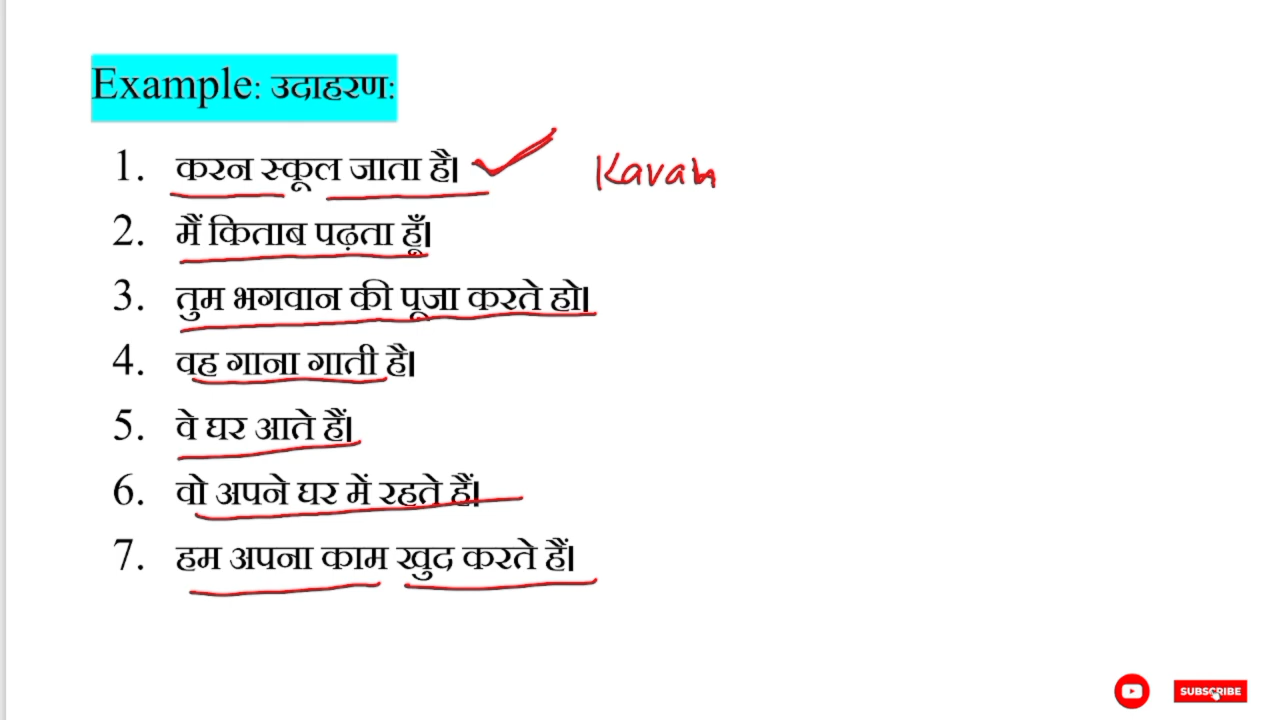 Example: उदाहरण:
1. करन स्कूल जाता है। Karan
2. मैं किताब पढ़ता हूँ।
3. तुम भगवान की पूजा करते हो।
4. वह गाना गाती है।
5. वे घर आते हैं।
6. वो अपने घर में रहते हैं।
7. हम अपना काम खुद करते हैं।
SUBSCRIBE